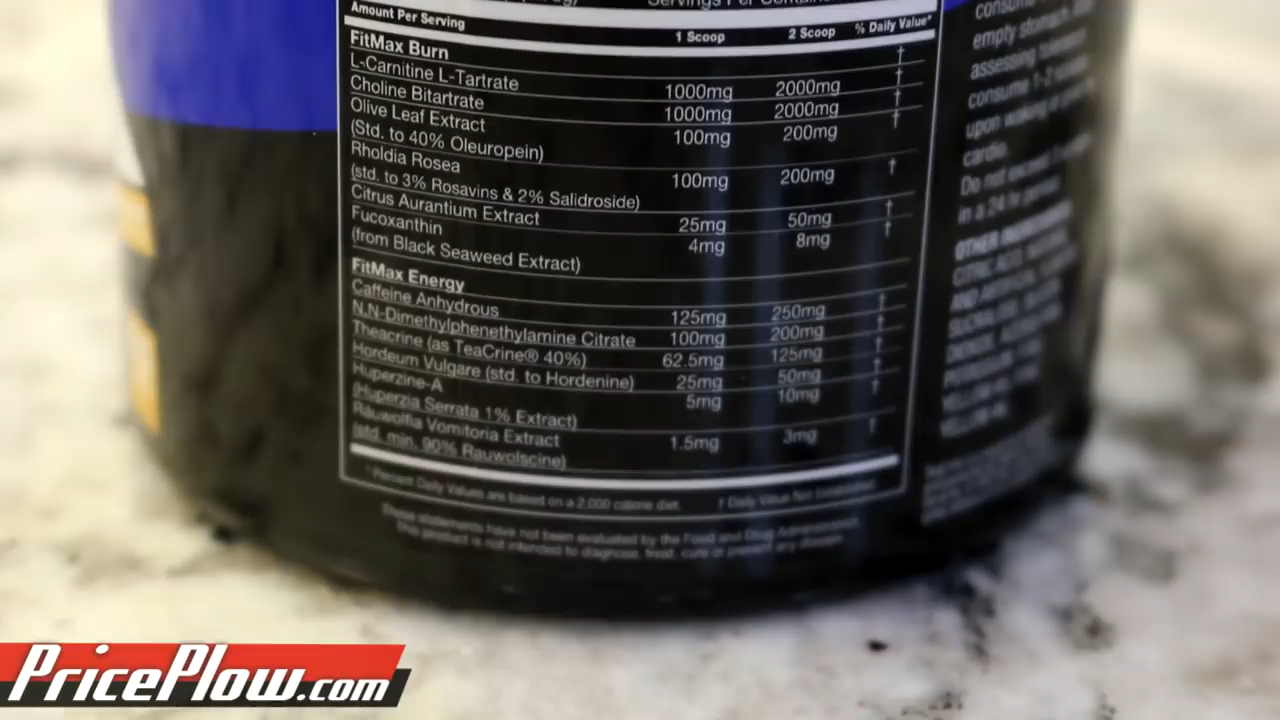 Servings Per
Amount Per Serving 1 Scoop 2 Scoop % Daily Value*
FitMax Burn †
L-Carnitine L-Tartrate 1000mg 2000mg †
Choline Bitartrate 1000mg 2000mg †
Olive Leaf Extract 100mg 200mg †
(Std. to 40% Oleuropein)
Rholdia Rosea 100mg 200mg †
(std. to 3% Rosavins & 2% Salidroside)
Citrus Aurantium Extract 25mg 50mg †
Fucoxanthin 4mg 8mg †
(from Black Seaweed Extract)
FitMax Energy
Caffeine Anhydrous 125mg 250mg †
N.N-Dimethylphenethylamine Citrate 100mg 200mg †
Theacrine (as TeaCrine® 40%) 62.5mg 125mg †
Hordeum Vulgare (std. to Hordenine) 25mg 50mg †
Huperzine-A 5mg 10mg †
(Huperzia Serrata 1% Extract)
Rauwolfia Vomitoria Extract 1.5mg 3mg †
(std. min. 90% Rauwolscine)
* Percent Daily Values are based on a 2,000 calorie diet. † Daily Value Not
These statements have not been evaluated by the Food and Drug Administration.
This product is not intended to diagnose, treat, cure or prevent any disease.
empty stomach.
assessing
consume 1-2
upon waking
cardio.
Do not exceed
in a 24 hr
OTHER
PricePlow.com